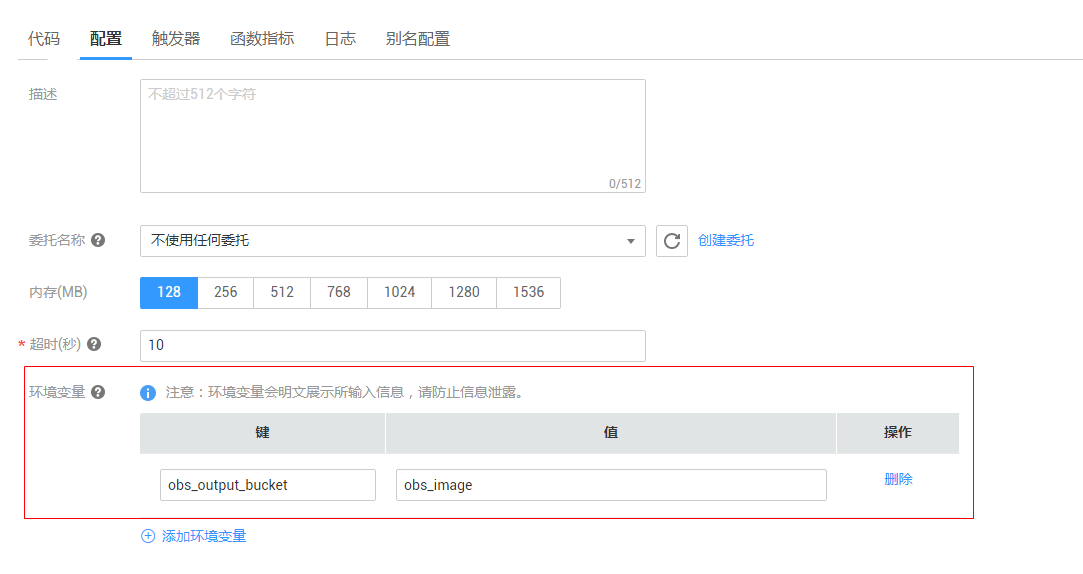 代码 配置 触发器 函数指标 日志 别名配置
描述 不超过512个字符
0/512
委托名称 不使用任何委托 创建委托
内存(MB) 128 256 512 768 1024 1280 1536
* 超时(秒) 10
环境变量 注意：环境变量会明文展示所输入信息，请防止信息泄露。
键 值 操作
obs_output_bucket obs_image 删除
添加环境变量